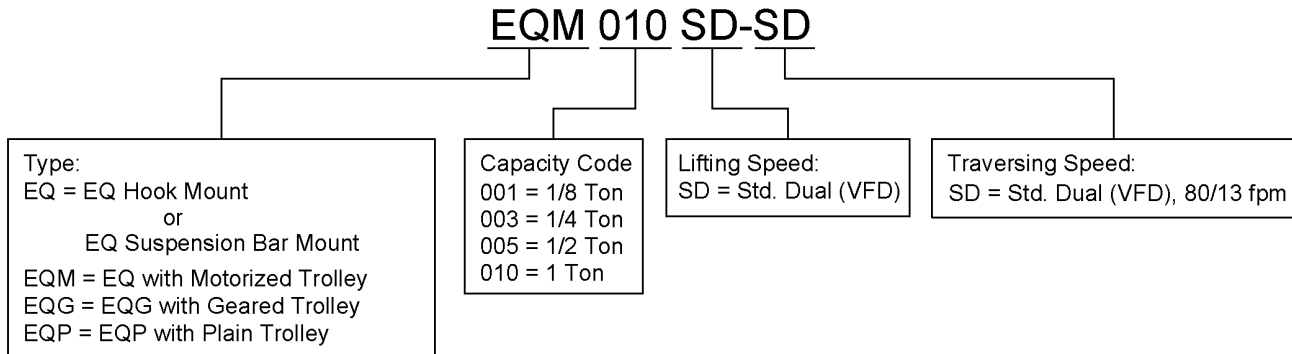 EQM 010 SD-SD
Type:
EQ = EQ Hook Mount
or
EQ Suspension Bar Mount
EQM = EQ with Motorized Trolley
EQG = EQG with Geared Trolley
EQP = EQP with Plain Trolley
Capacity Code
001 = 1/8 Ton
003 = 1/4 Ton
005 = 1/2 Ton
010 = 1 Ton
Lifting Speed:
SD = Std. Dual (VFD)
Traversing Speed:
SD = Std. Dual (VFD), 80/13 fpm